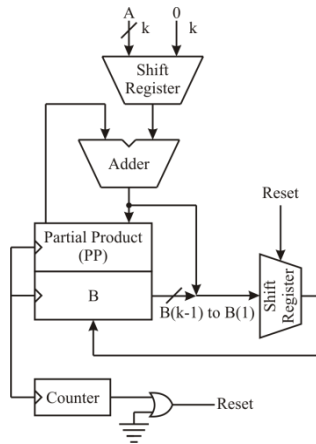 A 0
k k
Shift
Register
Adder
Reset
Partial Product
(PP)
B
B(k-1) to B(1)
Shift
Register
Counter
Reset